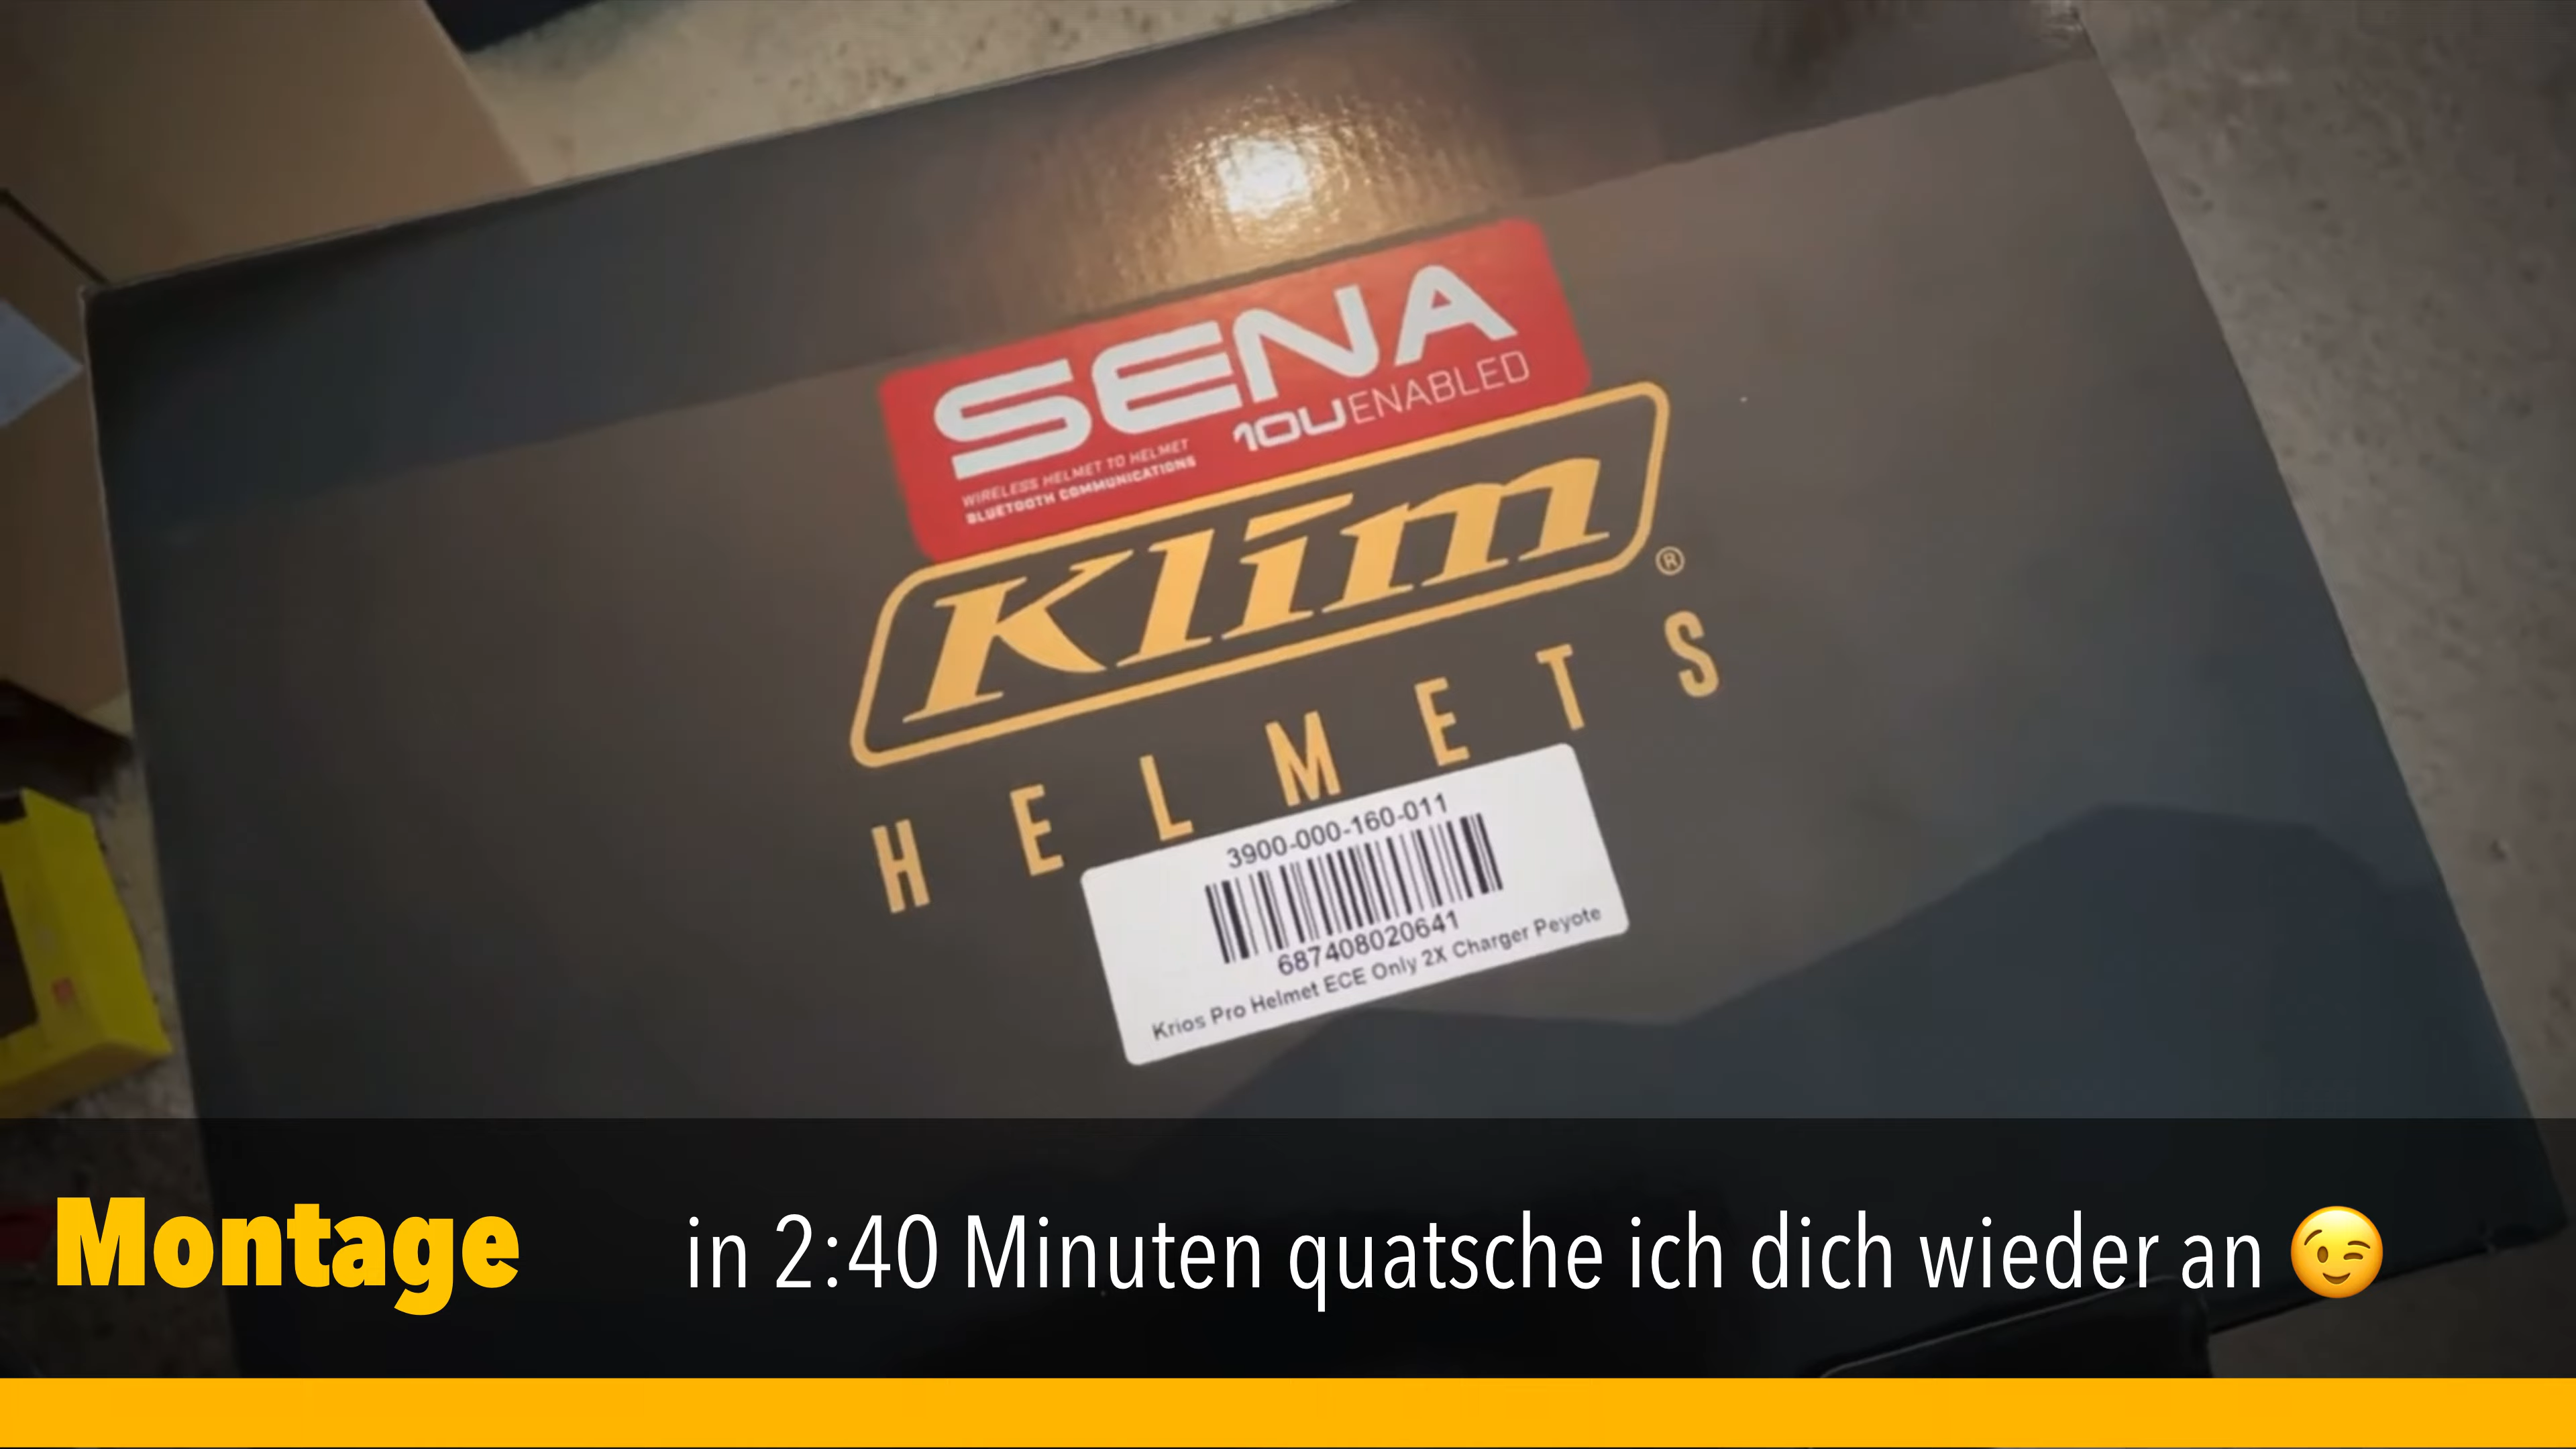 SENA
10U ENABLED
WIRELESS HELMET TO HELMET
BLUETOOTH COMMUNICATIONS
Klim®
HELMETS
3900-000-160-011
687408020641
Krios Pro Helmet ECE Only 2X Charger Peyote
Montage in 2:40 Minuten quatsche ich dich wieder an 😉